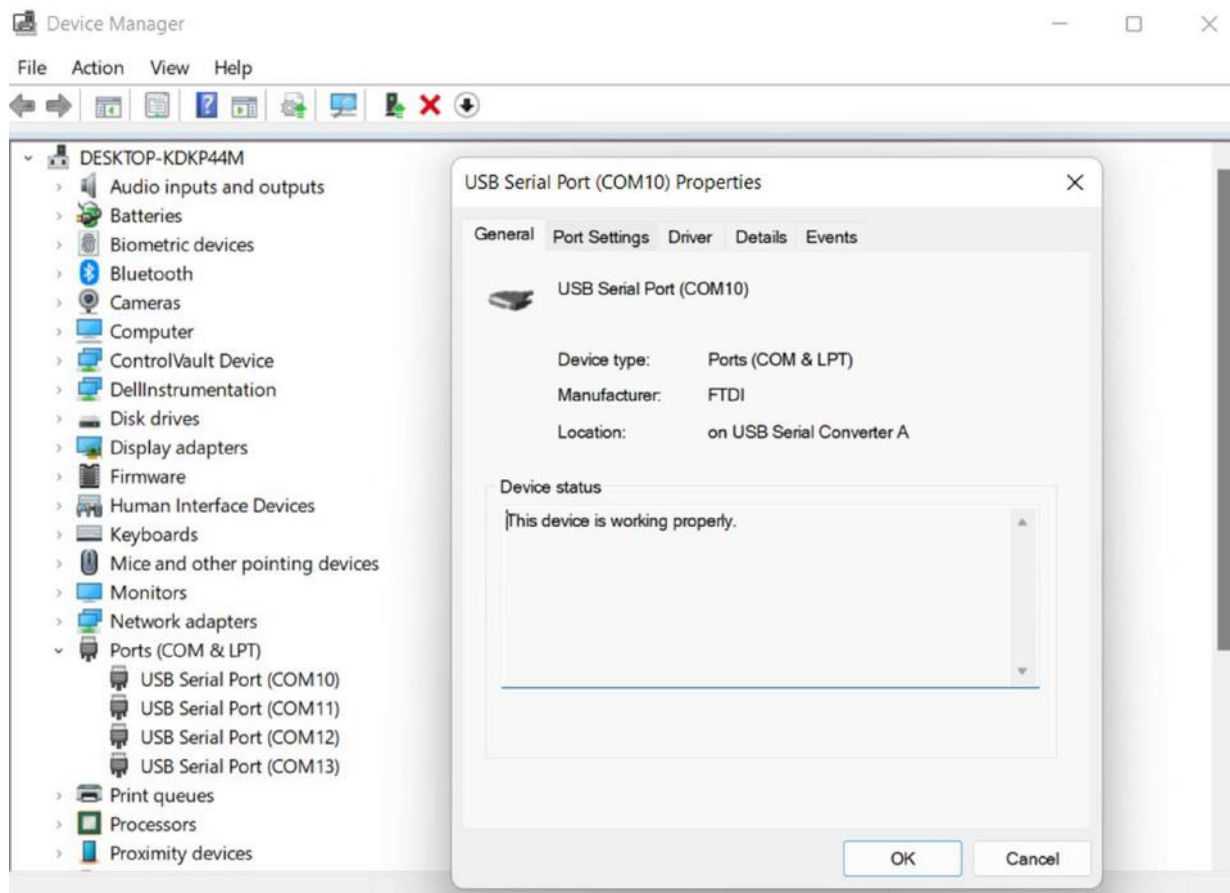 Device Manager
File Action View Help
DESKTOP-KDKP44M
Audio inputs and outputs
Batteries
Biometric devices
Bluetooth
Cameras
Computer
ControlVault Device
DellInstrumentation
Disk drives
Display adapters
Firmware
Human Interface Devices
Keyboards
Mice and other pointing devices
Monitors
Network adapters
Ports (COM & LPT)
USB Serial Port (COM10)
USB Serial Port (COM11)
USB Serial Port (COM12)
USB Serial Port (COM13)
Print queues
Processors
Proximity devices
USB Serial Port (COM10) Properties
General Port Settings Driver Details Events
USB Serial Port (COM10)
Device type: Ports (COM & LPT)
Manufacturer: FTDI
Location: on USB Serial Converter A
Device status
This device is working properly.
OK Cancel